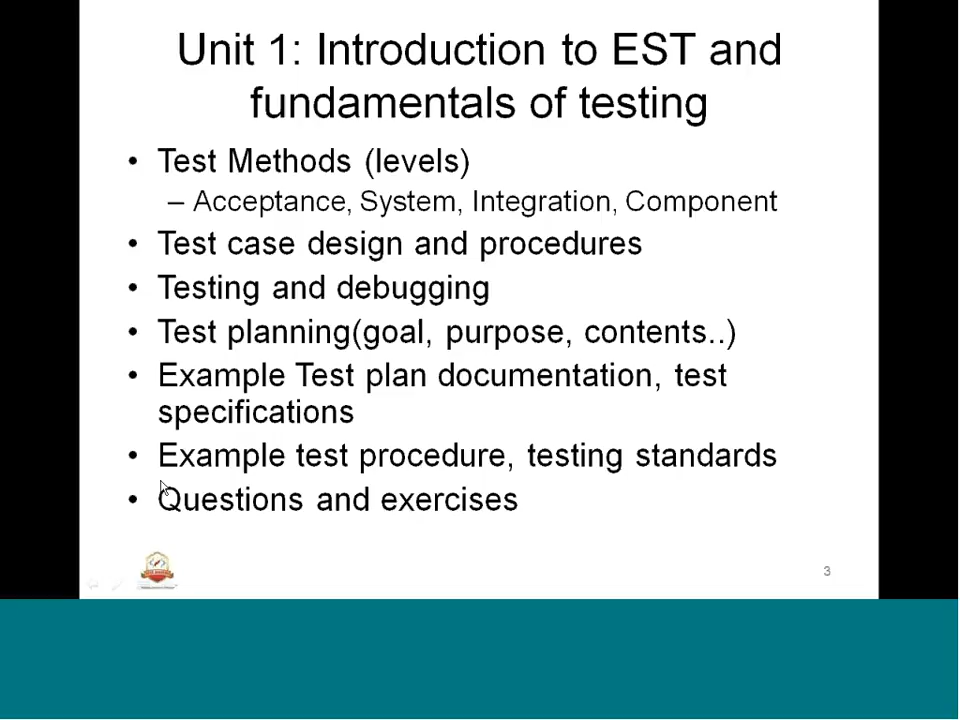 Unit 1: Introduction to EST and
fundamentals of testing
• Test Methods (levels)
– Acceptance, System, Integration, Component
• Test case design and procedures
• Testing and debugging
• Test planning(goal, purpose, contents..)
• Example Test plan documentation, test
specifications
• Example test procedure, testing standards
• Questions and exercises
3